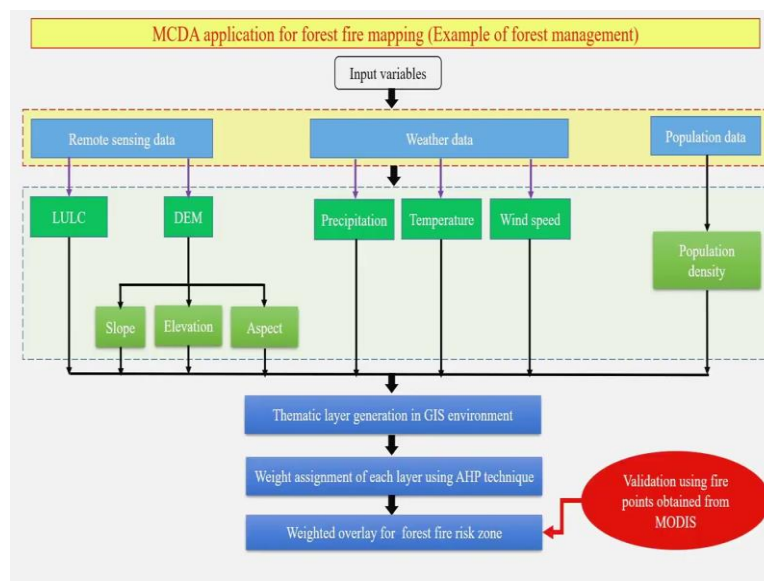 MCDA application for forest fire mapping (Example of forest management)
Input variables
Remote sensing data
Weather data
Population data
LULC
DEM
Precipitation
Temperature
Wind speed
Population
density
Slope
Elevation
Aspect
Thematic layer generation in GIS environment
Weight assignment of each layer using AHP technique
Validation using fire
points obtained from
MODIS
Weighted overlay for forest fire risk zone